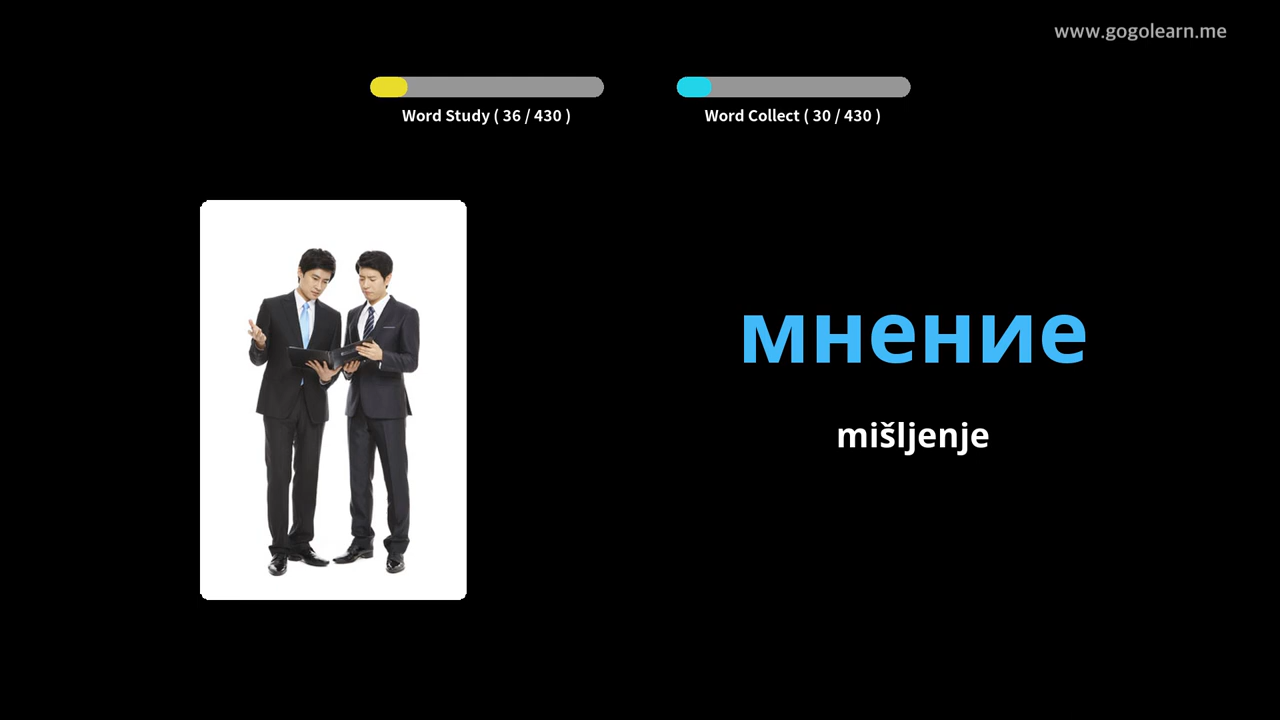 www.gogolearn.me
Word Study ( 36 / 430 )
Word Collect ( 30 / 430 )
мнение
mišljenje